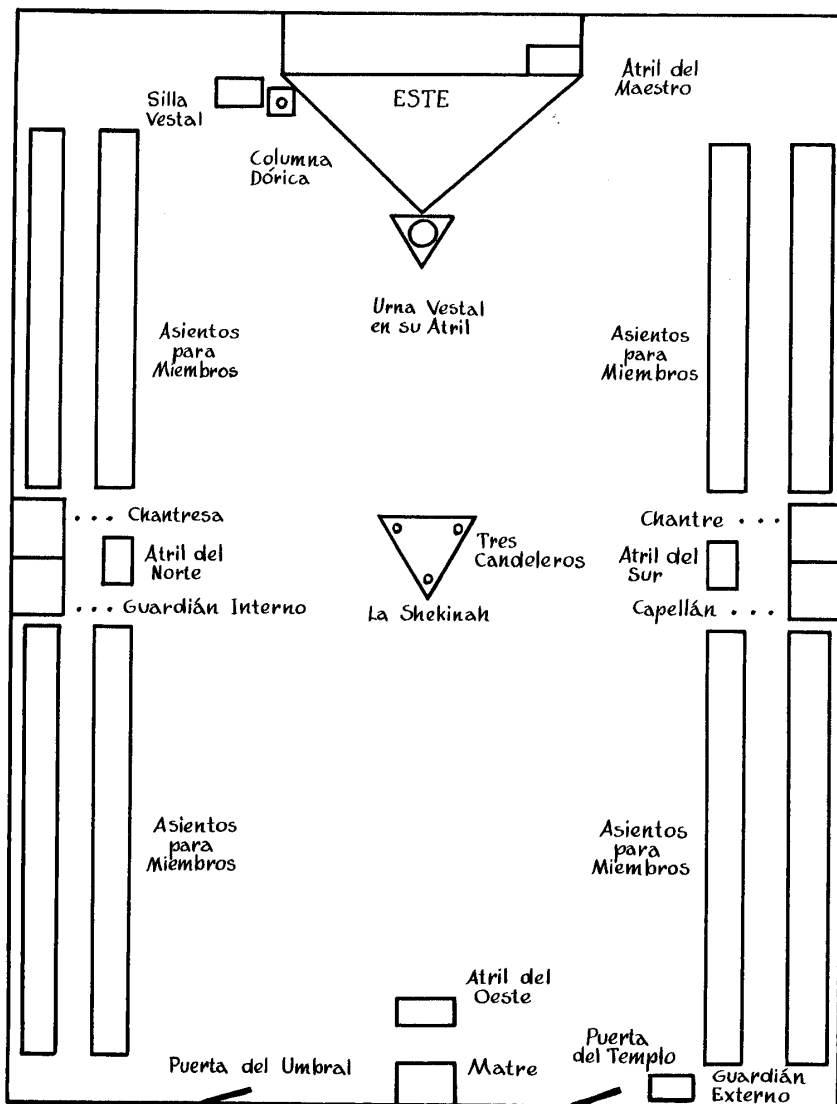 Atril del
Maestro
ESTE
Silla
Vestal
Columna
Dórica
Urna Vestal
en su Atril
Asientos
para
Miembros
Asientos
para
Miembros
... Chantresa
Chantre ...
Atril del
Norte
Tres
Candeleros
Atril del
Sur
... Guardián Interno
La Shekinah
Capellán ...
Asientos
para
Miembros
Asientos
para
Miembros
Atril del
Oeste
Puerta del Umbral
Matre
Puerta
del Templo
Guardián
Externo